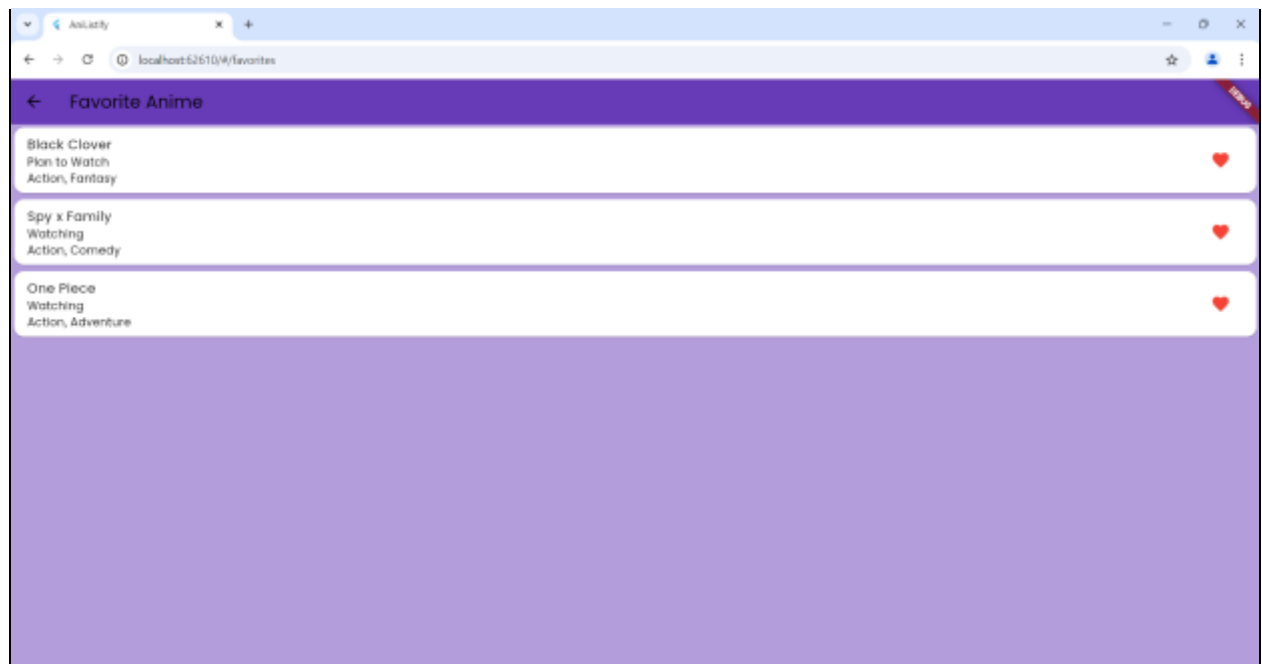 AniListify
localhost:62610/#/favorites
Favorite Anime
DEBUG
Black Clover
Plan to Watch
Action, Fantasy
Spy x Family
Watching
Action, Comedy
One Piece
Watching
Action, Adventure